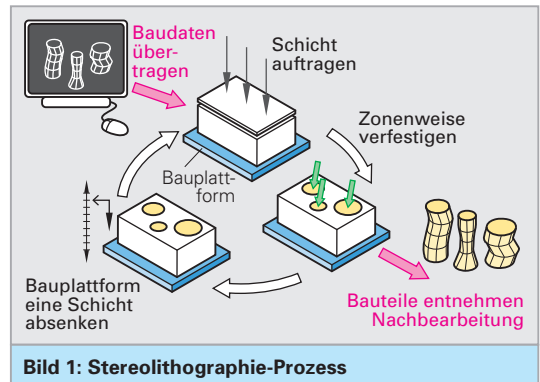 Baudaten
über-
tragen
Schicht
auftragen
Zonenweise
verfestigen
Bauplatt-
form
Bauplattform
eine Schicht
absenken
Bauteile entnehmen
Nachbearbeitung
Bild 1: Stereolithographie-Prozess